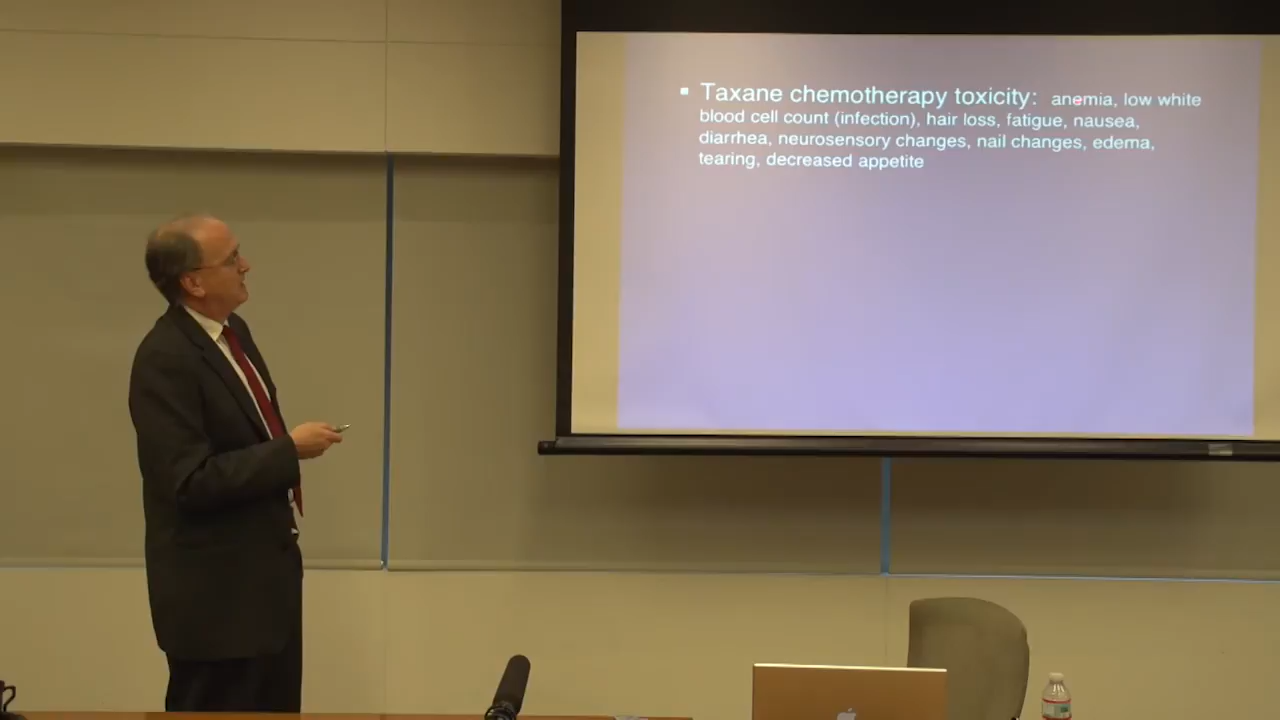 ▪ Taxane chemotherapy toxicity: anemia, low white
blood cell count (infection), hair loss, fatigue, nausea,
diarrhea, neurosensory changes, nail changes, edema,
tearing, decreased appetite